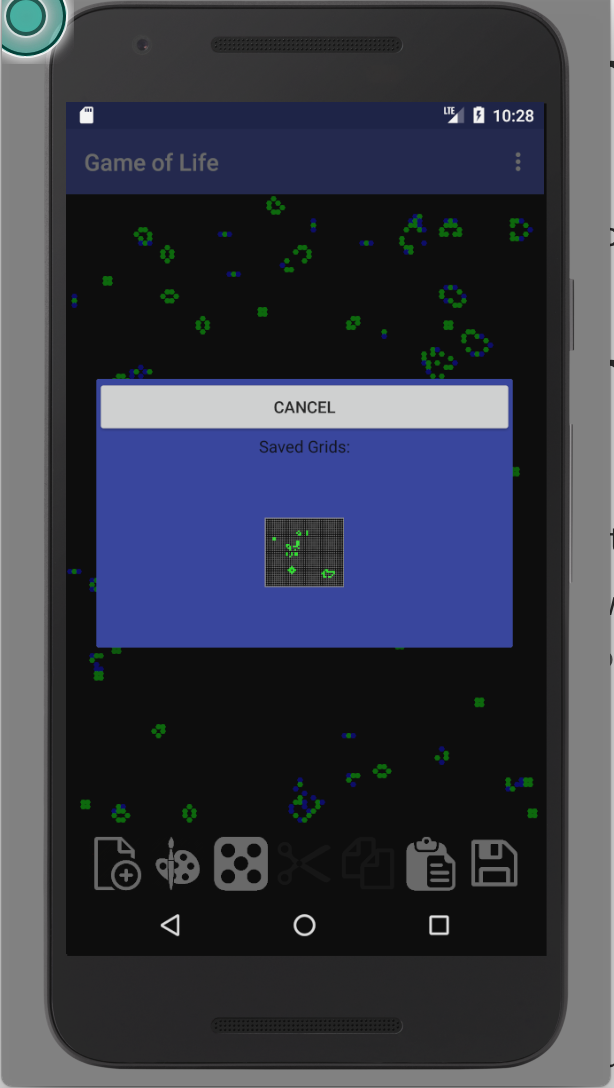 LTE
10:28
Game of Life
CANCEL
Saved Grids: